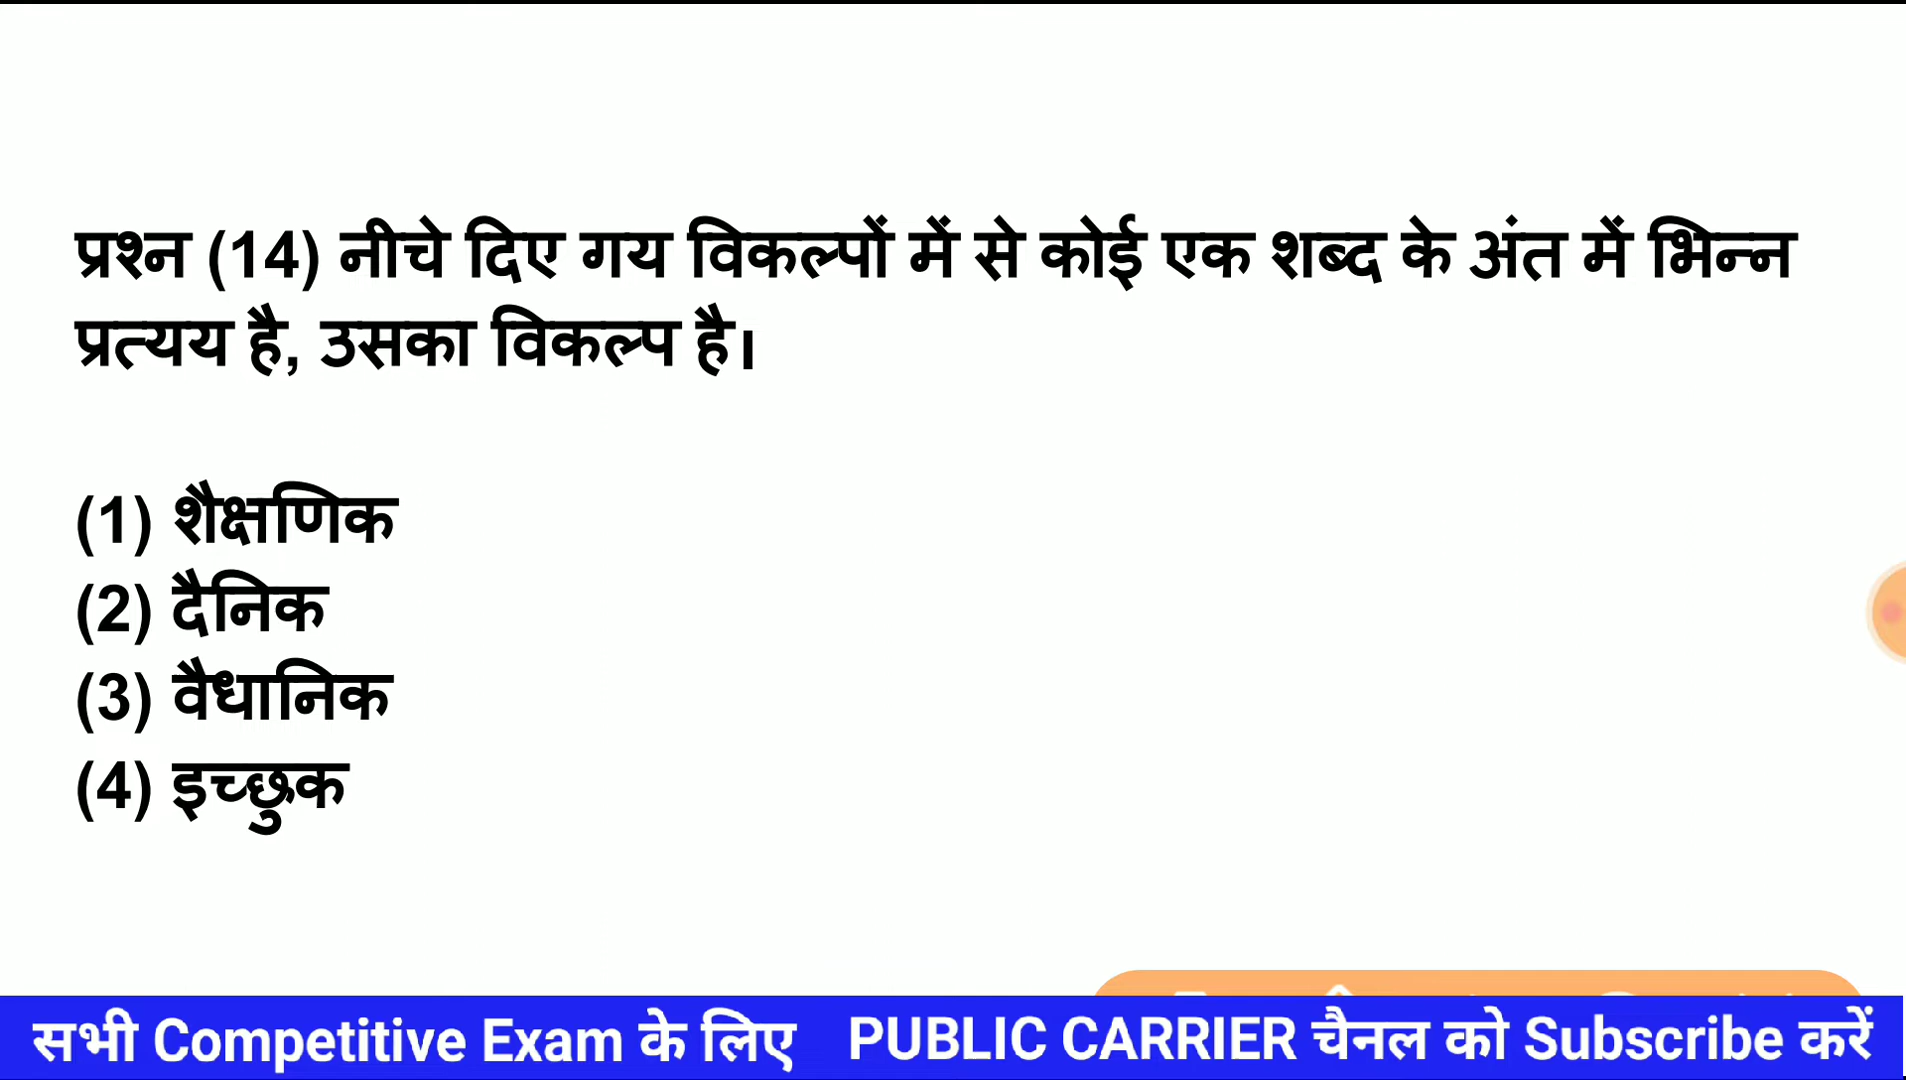 प्रश्न (14) नीचे दिए गय विकल्पों में से कोई एक शब्द के अंत में भिन्न
प्रत्यय है, उसका विकल्प है।
(1) शैक्षणिक
(2) दैनिक
(3) वैधानिक
(4) इच्छुक
सभी Competitive Exam के लिए PUBLIC CARRIER चैनल को Subscribe करें